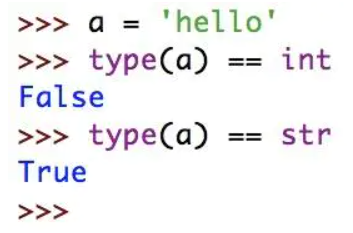 >>> a = 'hello'
>>> type(a) == int
False
>>> type(a) == str
True
>>>